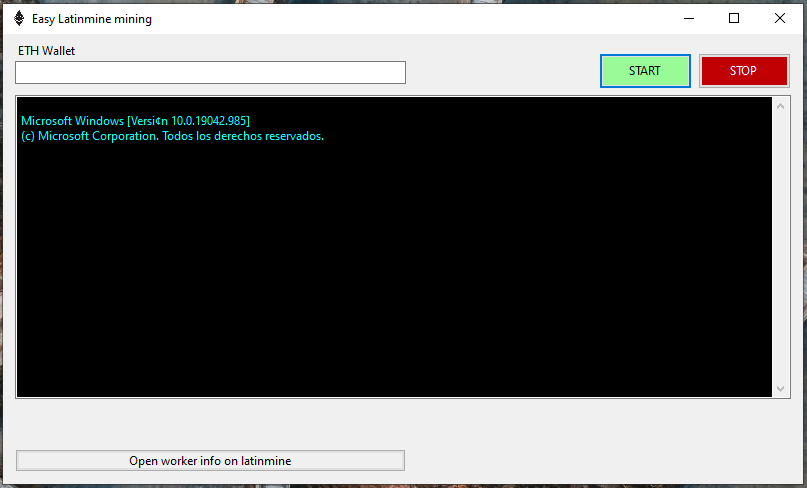 Easy Latinmine mining
ETH Wallet
START
STOP
Microsoft Windows [Versi¢n 10.0.19042.985]
(c) Microsoft Corporation. Todos los derechos reservados.
Open worker info on latinmine